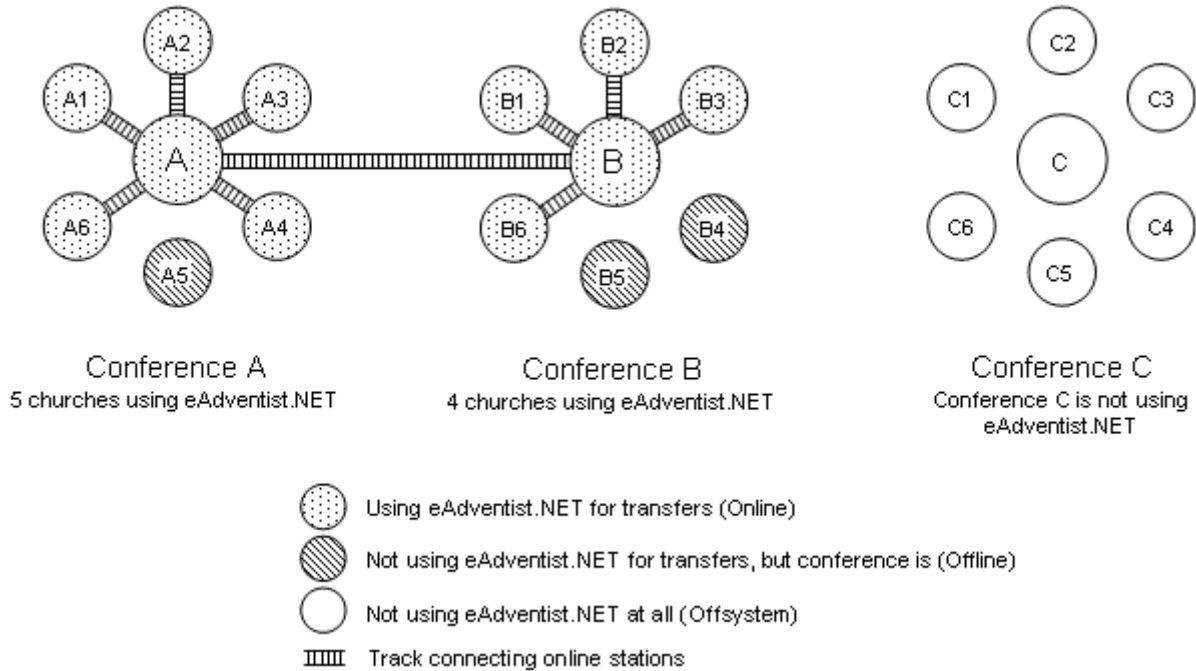 A2
A1
A3
A
A6
A4
A5
B2
B1
B3
B
B6
B4
B5
C2
C1
C3
C
C6
C4
C5
Conference A
5 churches using eAdventist.NET
Conference B
4 churches using eAdventist.NET
Conference C
Conference C is not using
eAdventist.NET
Using eAdventist.NET for transfers (Online)
Not using eAdventist.NET for transfers, but conference is (Offline)
Not using eAdventist.NET at all (Offsystem)
Track connecting online stations